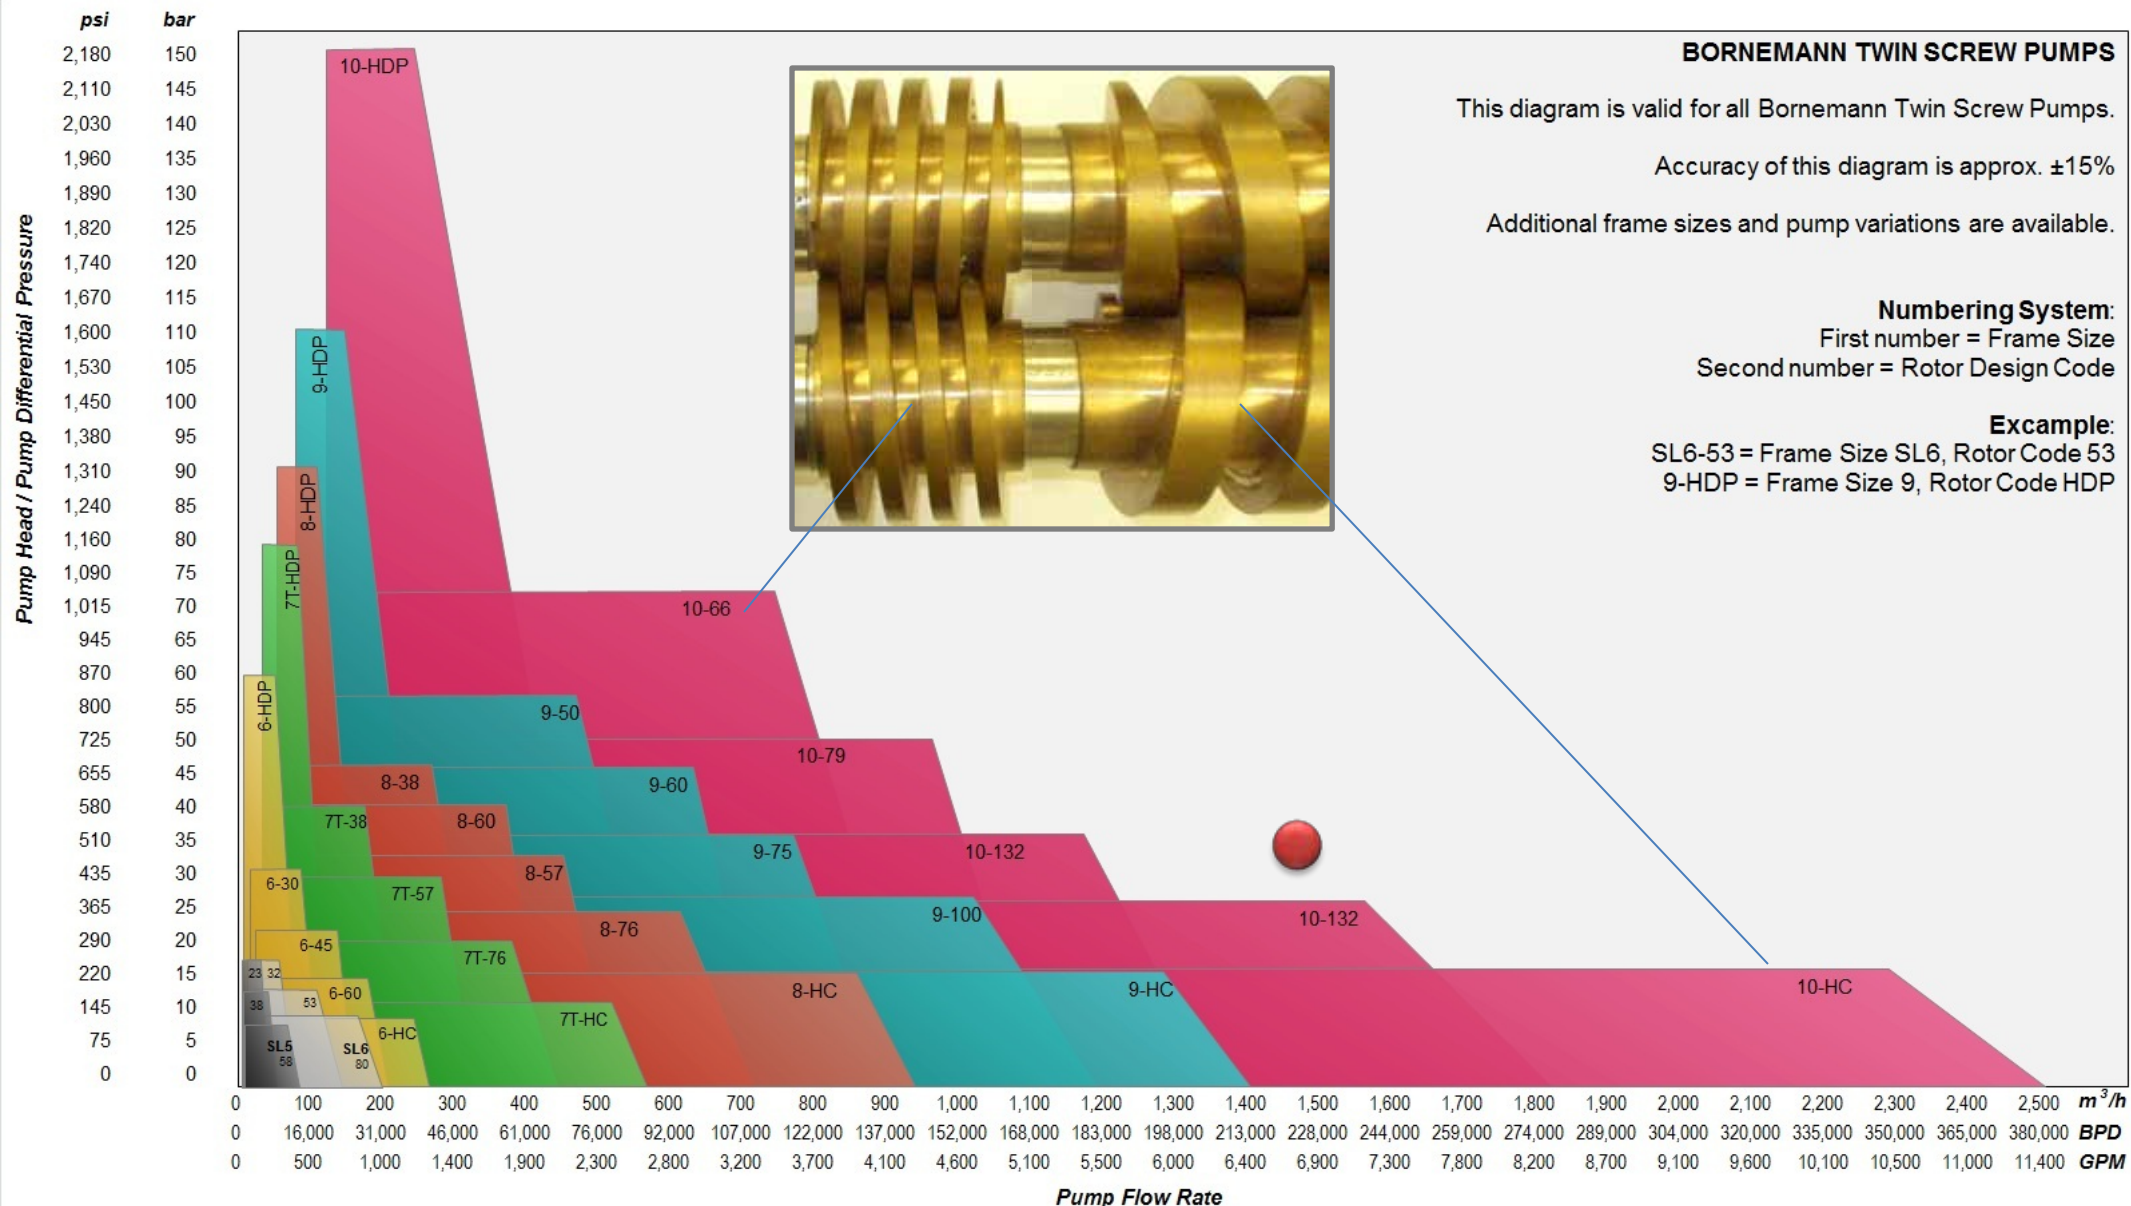 psi bar
2,180 150
2,110 145
2,030 140
1,960 135
1,890 130
1,820 125
1,740 120
1,670 115
1,600 110
1,530 105
1,450 100
1,380 95
1,310 90
1,240 85
1,160 80
1,090 75
1,015 70
945 65
870 60
800 55
725 50
655 45
580 40
510 35
435 30
365 25
290 20
220 15
145 10
75 5
0 0
Pump Head / Pump Differential Pressure
BORNEMANN TWIN SCREW PUMPS
This diagram is valid for all Bornemann Twin Screw Pumps.
Accuracy of this diagram is approx. ±15%
Additional frame sizes and pump variations are available.
Numbering System:
First number = Frame Size
Second number = Rotor Design Code
Excample:
SL6-53 = Frame Size SL6, Rotor Code 53
9-HDP = Frame Size 9, Rotor Code HDP
10-HDP
9-HDP
8-HDP
7T-HDP
6-HDP
10-66
9-50
10-79
8-38
9-60
7T-38
8-60
9-75
10-132
8-57
6-30
7T-57
9-100
10-132
8-76
6-45
7T-76
23 32
6-60
8-HC
9-HC
10-HC
38
53
7T-HC
6-HC
SL5
58
SL6
80
0 100 200 300 400 500 600 700 800 900 1,000 1,100 1,200 1,300 1,400 1,500 1,600 1,700 1,800 1,900 2,000 2,100 2,200 2,300 2,400 2,500 m³/h
0 16,000 31,000 46,000 61,000 76,000 92,000 107,000 122,000 137,000 152,000 168,000 183,000 198,000 213,000 228,000 244,000 259,000 274,000 289,000 304,000 320,000 335,000 350,000 365,000 380,000 BPD
0 500 1,000 1,400 1,900 2,300 2,800 3,200 3,700 4,100 4,600 5,100 5,500 6,000 6,400 6,900 7,300 7,800 8,200 8,700 9,100 9,600 10,100 10,500 11,000 11,400 GPM
Pump Flow Rate